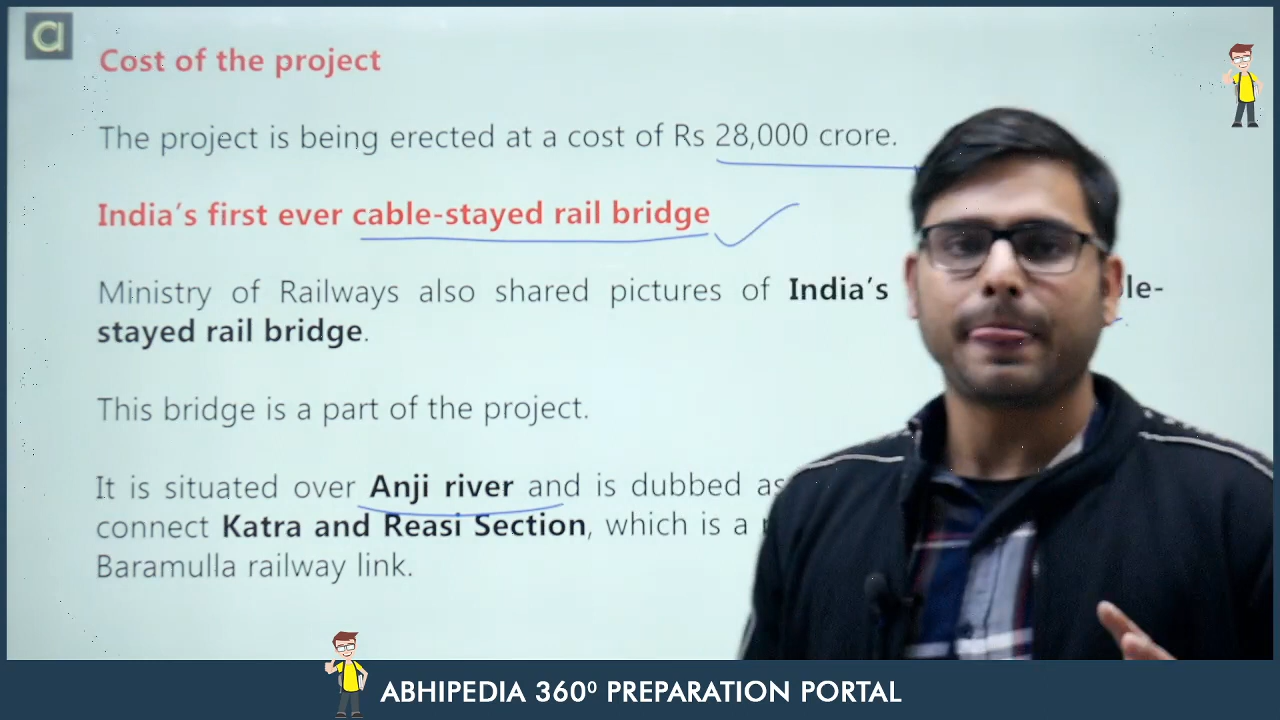 a
Cost of the project
The project is being erected at a cost of Rs 28,000 crore.
India's first ever cable-stayed rail bridge
Ministry of Railways also shared pictures of India's le-
stayed rail bridge.
This bridge is a part of the project.
It is situated over Anji river and is dubbed as
connect Katra and Reasi Section, which is a
Baramulla railway link.
ABHIPEDIA 360⁰ PREPARATION PORTAL